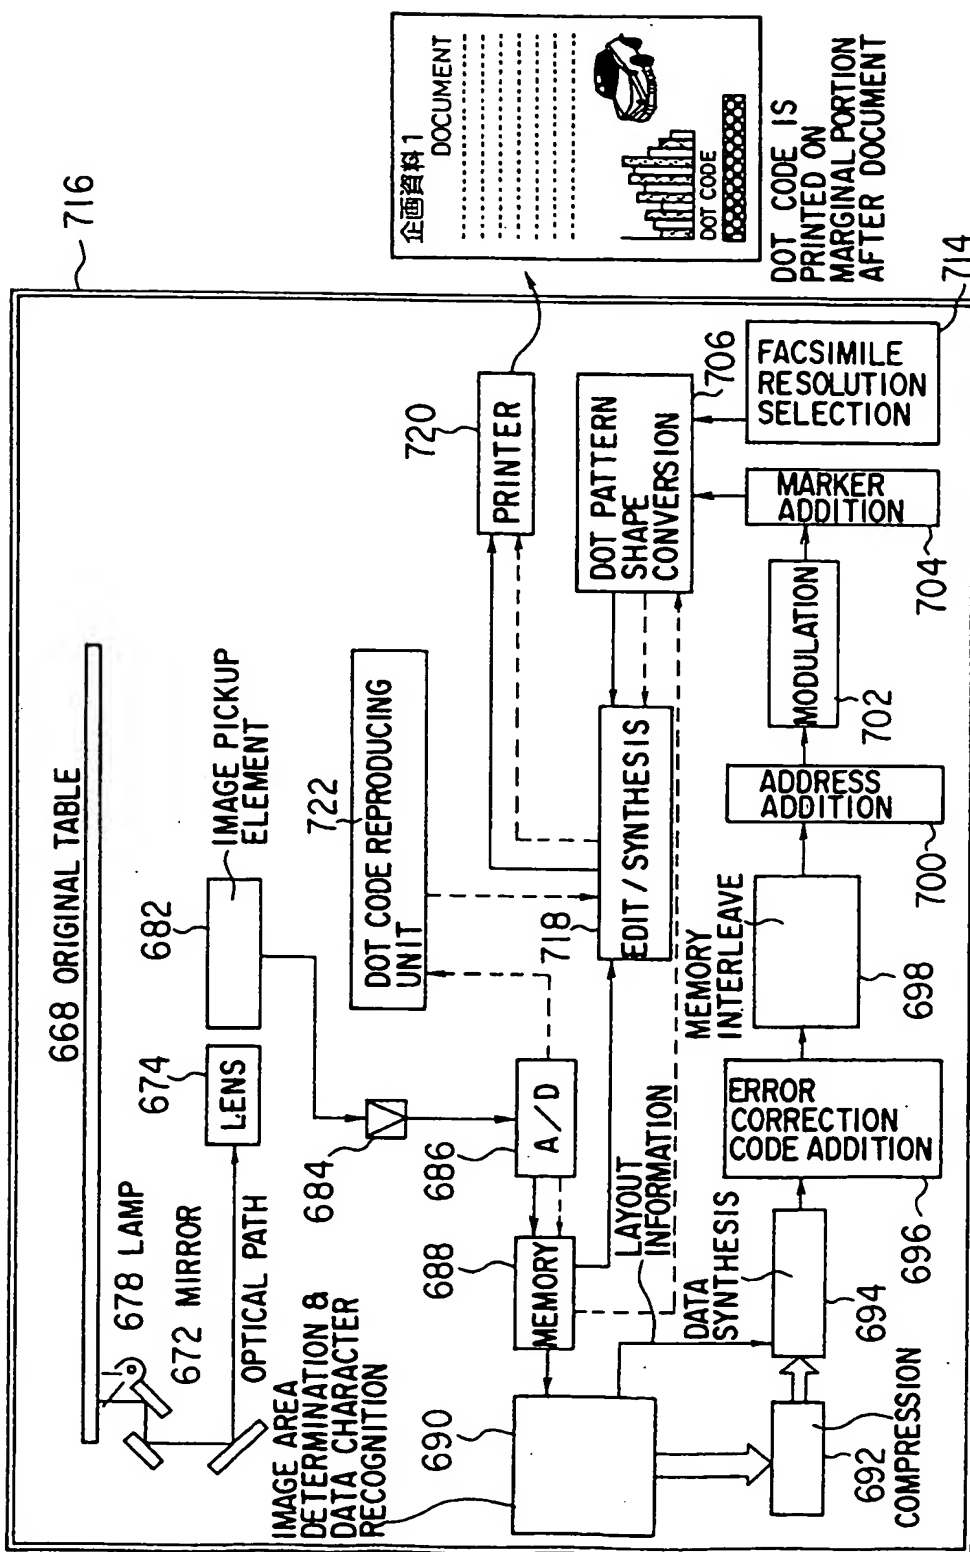 716
668 ORIGINAL TABLE
678 LAMP
672 MIRROR
OPTICAL PATH
674
LENS
682
IMAGE PICKUP
ELEMENT
684
722
DOT CODE REPRODUCING
UNIT
720
PRINTER
企画資料1
DOCUMENT
DOT CODE
DOT CODE IS
PRINTED ON
MARGINAL PORTION
AFTER DOCUMENT
IMAGE AREA
DETERMINATION &
DATA CHARACTER
RECOGNITION
690
688
MEMORY
686
A/D
718
EDIT / SYNTHESIS
DOT PATTERN
SHAPE
CONVERSION
706
LAYOUT
INFORMATION
DATA
SYNTHESIS
694
692
COMPRESSION
ERROR
CORRECTION
CODE ADDITION
696
MEMORY
INTERLEAVE
698
ADDRESS
ADDITION
700
MODULATION
702
MARKER
ADDITION
704
FACSIMILE
RESOLUTION
SELECTION
714